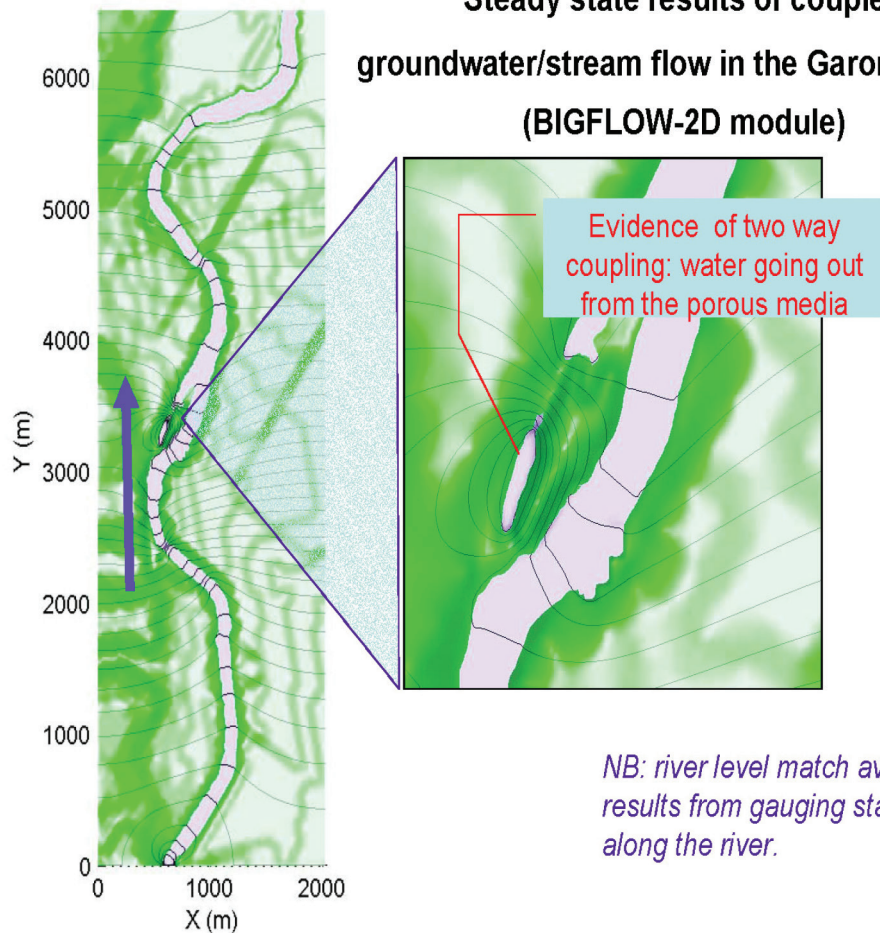 Steady state results of couple
groundwater/stream flow in the Garon
(BIGFLOW-2D module)
6000
5000
4000
3000
2000
1000
0
Y (m)
0
1000
2000
X (m)
Evidence of two way
coupling: water going out
from the porous media
NB: river level match av
results from gauging sta
along the river.